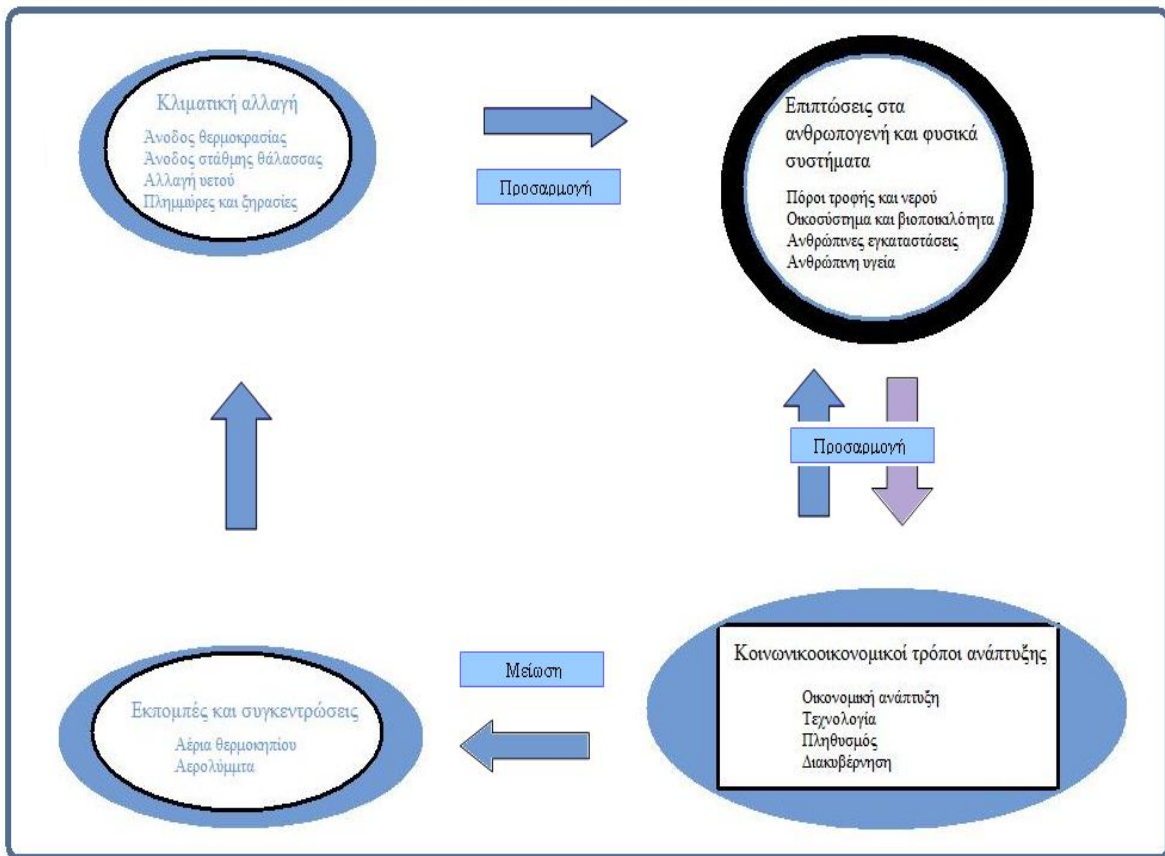 Κλιματική αλλαγή
Άνοδος θερμοκρασίας
Άνοδος στάθμης θάλασσας
Αλλαγή υετού
Πλημμύρες και ξηρασίες
Προσαρμογή
Επιπτώσεις στα
ανθρωπογενή και φυσικά
συστήματα
Πόροι τροφής και νερού
Οικοσύστημα και βιοποικιλότητα
Ανθρώπινες εγκαταστάσεις
Ανθρώπινη υγεία
Προσαρμογή
Κοινωνικοοικονομικοί τρόποι ανάπτυξης
Οικονομική ανάπτυξη
Τεχνολογία
Πληθυσμός
Διακυβέρνηση
Μείωση
Εκπομπές και συγκεντρώσεις
Αέρια θερμοκηπίου
Αερολύμμτα